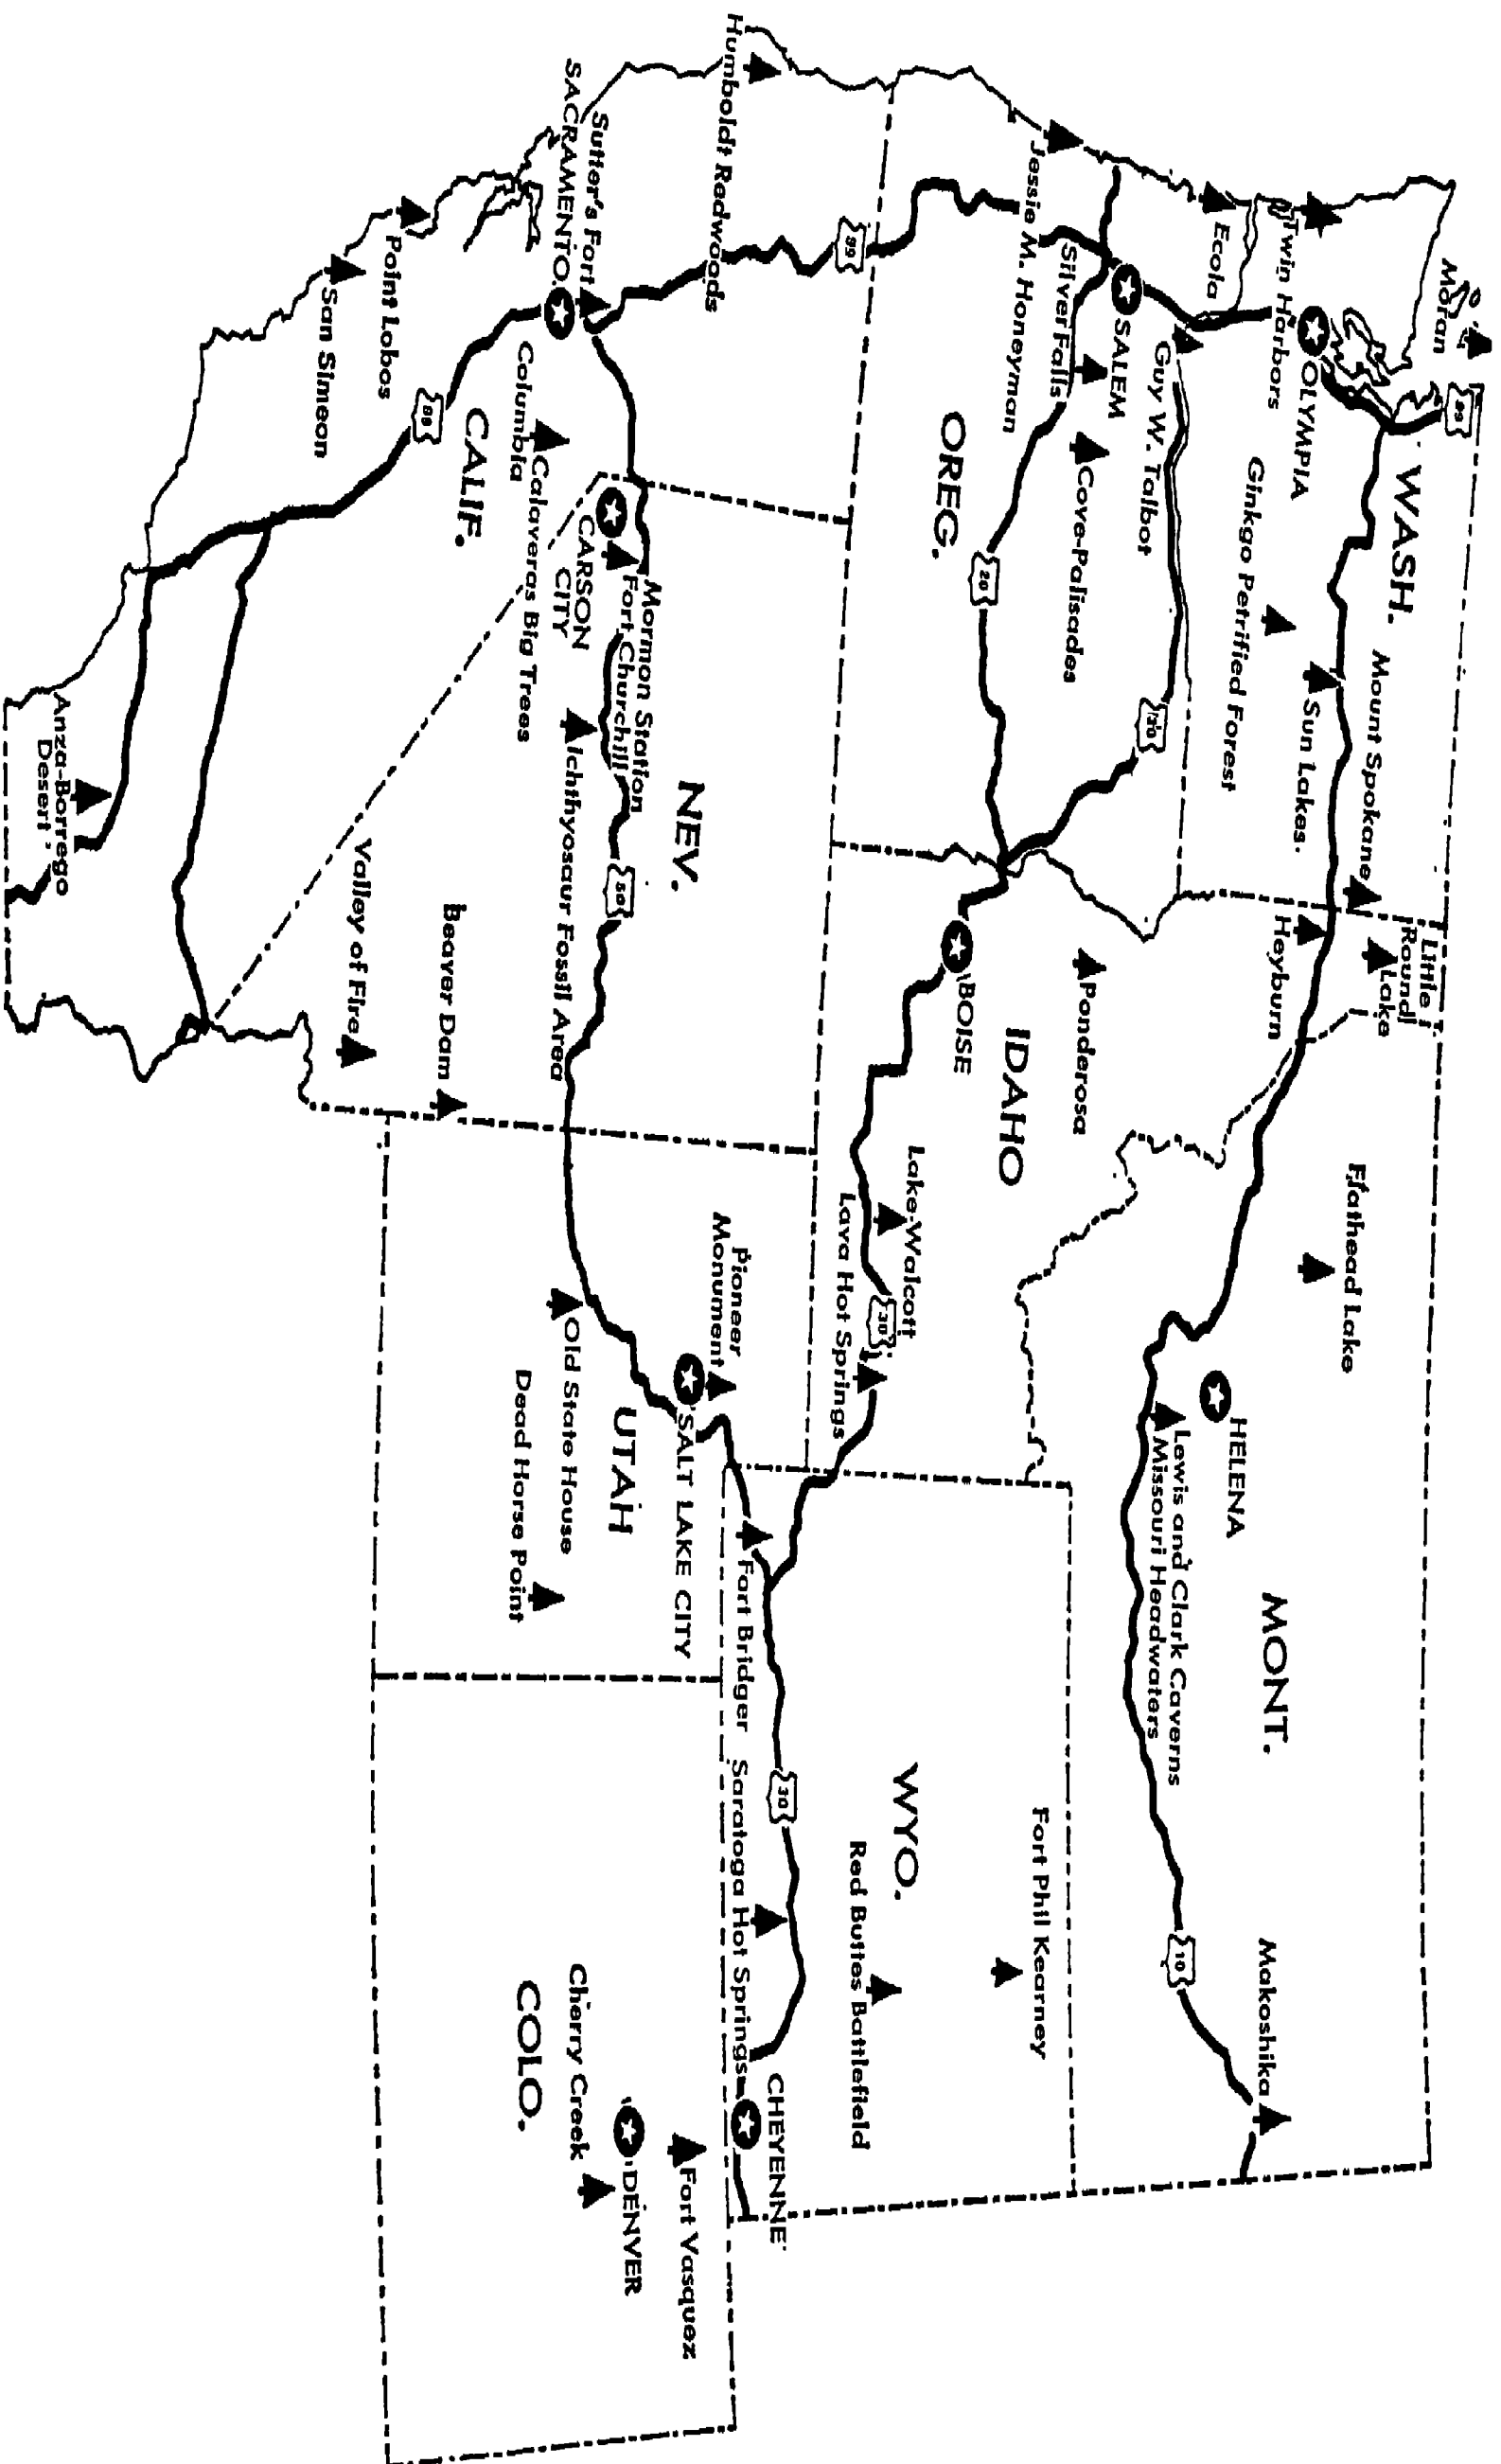 Moran
99
WASH.
Mount Spokane
Little
Round
Lake
Flathead Lake
OLYMPIA
Twin Harbors
Sun Lakes.
Ginkgo Petrified Forest
Heyburn
HELENA
MONT.
Makoshika
Lewis and Clark Caverns
Missouri Headwaters
10
Ecola
Guy W. Talbot
30
SALEM
Silver Falls
Cove-Palisades
Ponderosa
Jessie M. Honeyman
OREG.
20
IDAHO
BOISE
Fort Phil Kearney
WYO.
Red Buttes Battlefield
Lake Walcott
30
Lava Hot Springs
99
Humboldt Redwoods
Pioneer
Monument
30
Fort Bridger
Saratoga Hot Springs
CHEYENNE
NEV.
SALT LAKE CITY
Fort Vasquez
Mormon Station
Fort Churchill
50
UTAH
DENVER
Sutter's Fort
SACRAMENTO
CARSON
CITY
Ichthyosaur Fossil Area
Old State House
Cherry Creek
Calaveras Big Trees
Columbia
Dead Horse Point
COLO.
CALIF.
99
Beaver Dam
Valley of Fire
Point Lobos
San Simeon
Anza-Borrego
Desert